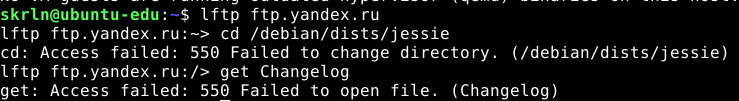 skrln@ubuntu-edu:~$ lftp ftp.yandex.ru
lftp ftp.yandex.ru:~> cd /debian/dists/jessie
cd: Access failed: 550 Failed to change directory. (/debian/dists/jessie)
lftp ftp.yandex.ru:/> get Changelog
get: Access failed: 550 Failed to open file. (Changelog)